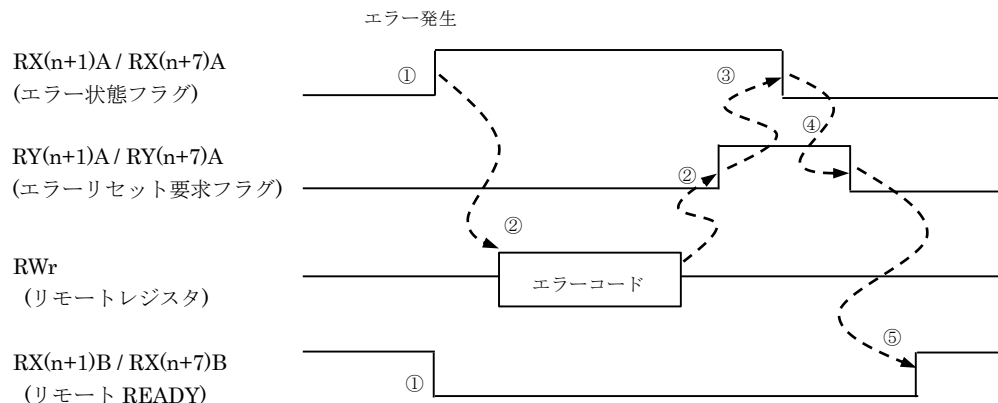 エラー発生
RX(n+1)A / RX(n+7)A
(エラー状態フラグ)
①
③
④
RY(n+1)A / RY(n+7)A
(エラーリセット要求フラグ)
②
②
RWr
(リモートレジスタ)
エラーコード
⑤
RX(n+1)B / RX(n+7)B
(リモート READY)
①